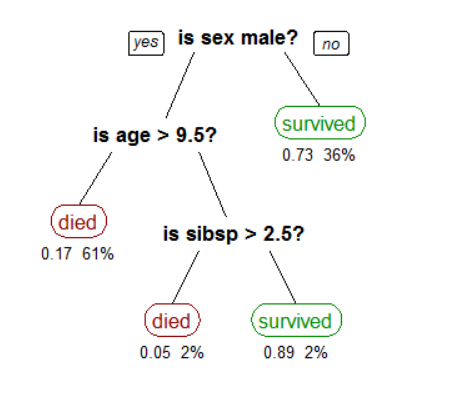 yes is sex male? no
survived
0.73 36%
is age > 9.5?
died
0.17 61%
is sibsp > 2.5?
died survived
0.05 2% 0.89 2%